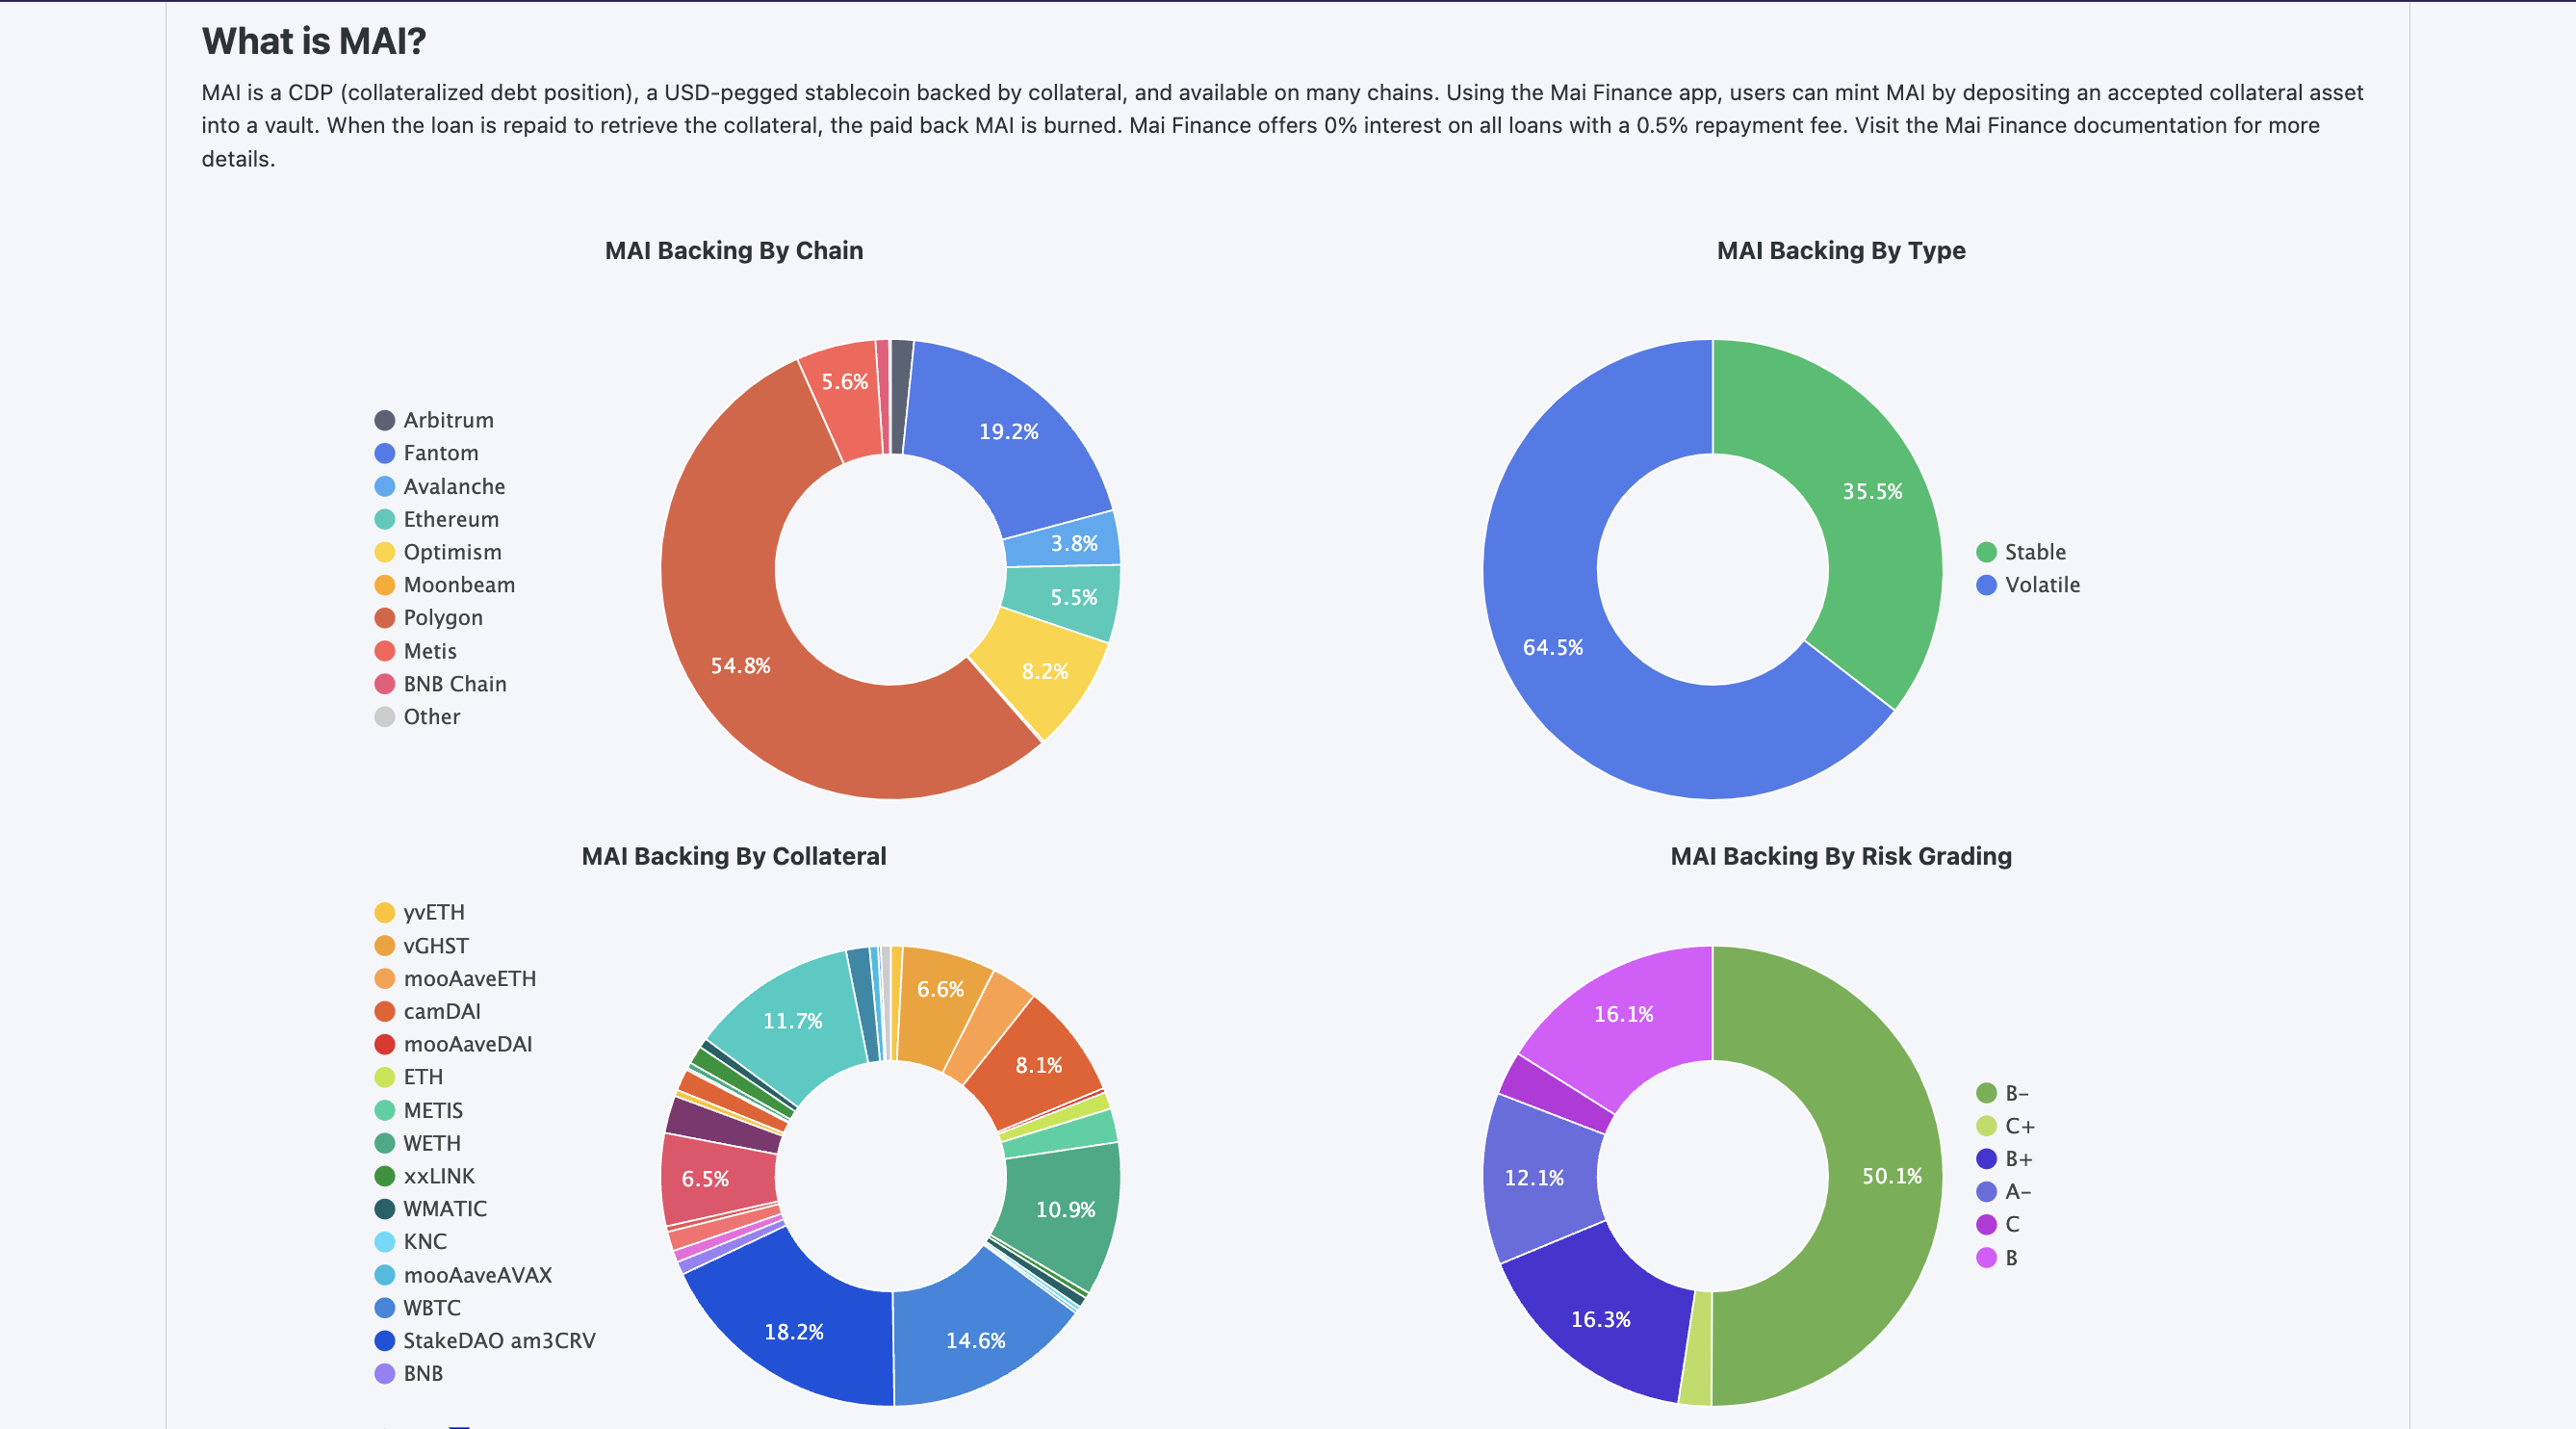 What is MAI?
MAI is a CDP (collateralized debt position), a USD-pegged stablecoin backed by collateral, and available on many chains. Using the Mai Finance app, users can mint MAI by depositing an accepted collateral asset
into a vault. When the loan is repaid to retrieve the collateral, the paid back MAI is burned. Mai Finance offers 0% interest on all loans with a 0.5% repayment fee. Visit the Mai Finance documentation for more
details.
MAI Backing By Chain
Arbitrum
Fantom
Avalanche
Ethereum
Optimism
Moonbeam
Polygon
Metis
BNB Chain
Other
5.6%
19.2%
3.8%
5.5%
8.2%
54.8%
MAI Backing By Type
35.5%
64.5%
Stable
Volatile
MAI Backing By Collateral
yvETH
vGHST
mooAaveETH
camDAI
mooAaveDAI
ETH
METIS
WETH
xxLINK
WMATIC
KNC
mooAaveAVAX
WBTC
StakeDAO am3CRV
BNB
6.6%
8.1%
10.9%
14.6%
18.2%
6.5%
11.7%
MAI Backing By Risk Grading
16.1%
50.1%
12.1%
16.3%
B-
C+
B+
A-
C
B